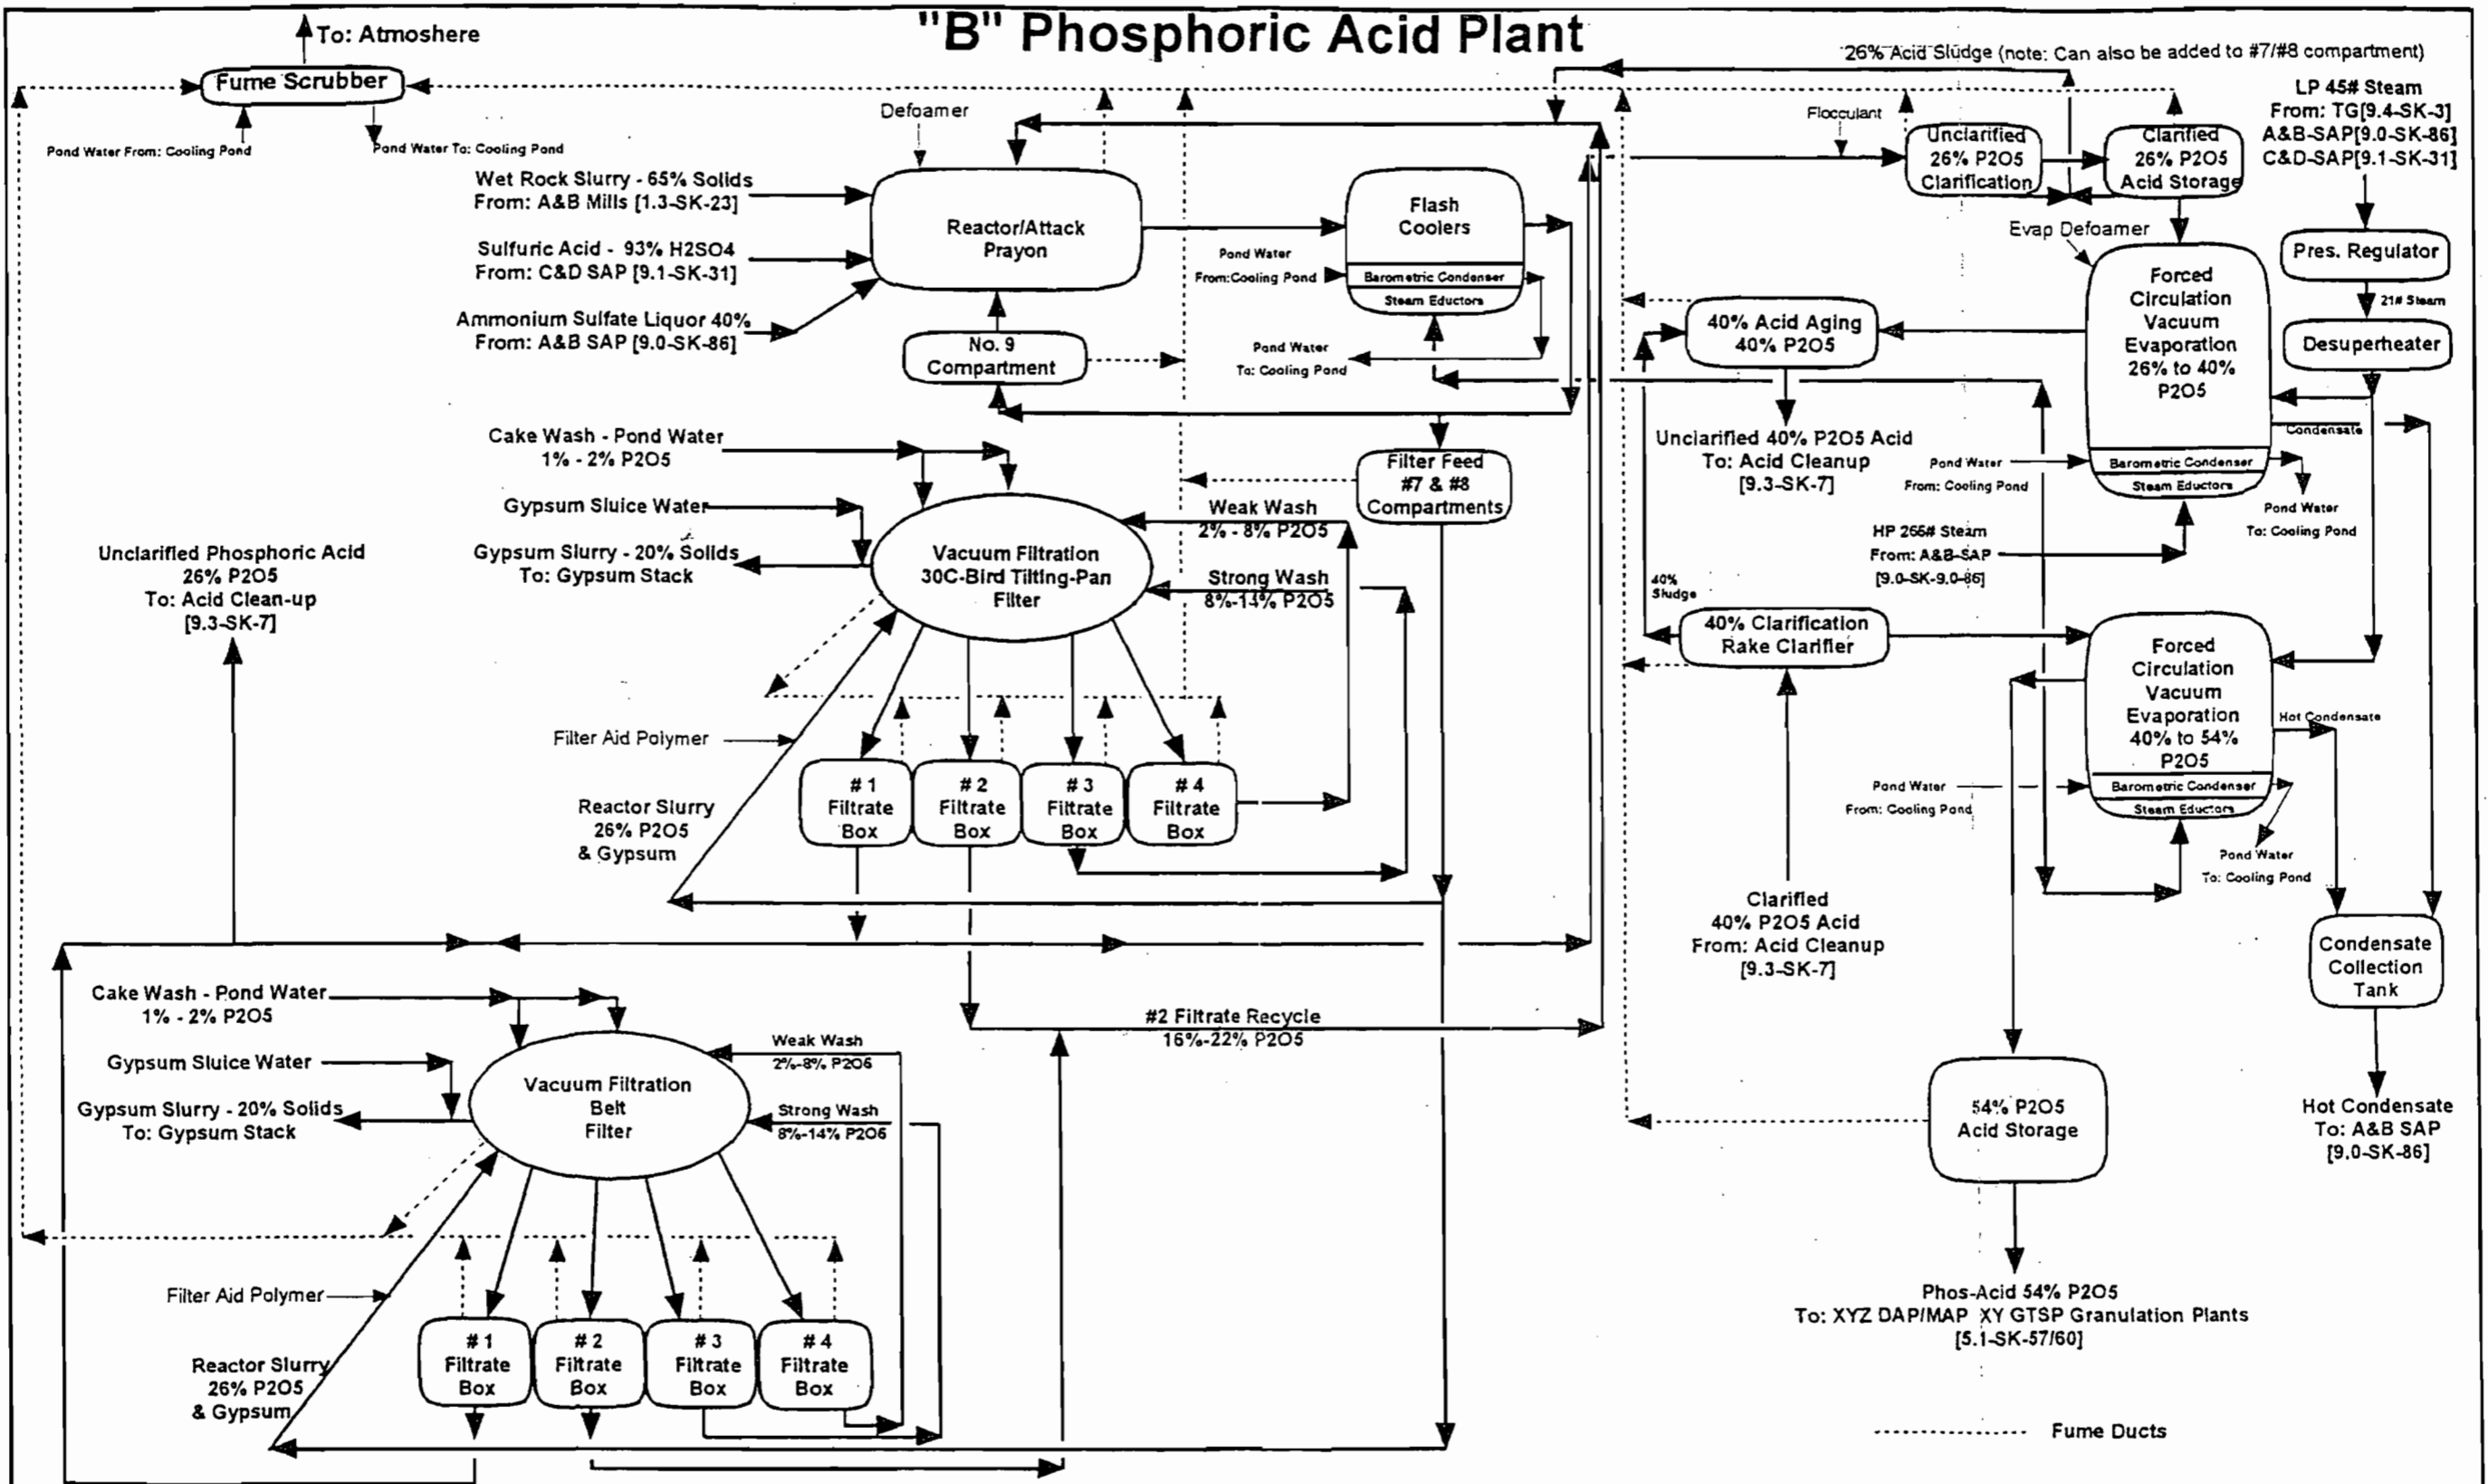 "B" Phosphoric Acid Plant
To: Atmoshere
Fume Scrubber
Pond Water From: Cooling Pond
Pond Water To: Cooling Pond
26% Acid Sludge (note: Can also be added to #7/#8 compartment)
Defoamer
Wet Rock Slurry - 65% Solids
From: A&B Mills [1.3-SK-23]
Sulfuric Acid - 93% H2SO4
From: C&D SAP [9.1-SK-31]
Ammonium Sulfate Liquor 40%
From: A&B SAP [9.0-SK-86]
Reactor/Attack
Prayon
No. 9
Compartment
Flash
Coolers
Barometric Condenser
Steam Eductors
Pond Water
From:Cooling Pond
Pond Water
To: Cooling Pond
Flocculant
Unclarified
26% P2O5
Clarification
Clarified
26% P2O5
Acid Storage
LP 45# Steam
From: TG[9.4-SK-3]
A&B-SAP[9.0-SK-86]
C&D-SAP[9.1-SK-31]
Pres. Regulator
21# Steam
Desuperheater
Evap Defoamer
Forced
Circulation
Vacuum
Evaporation
26% to 40%
P2O5
Barometric Condenser
Steam Eductors
Condensate
Pond Water
From: Cooling Pond
Pond Water
To: Cooling Pond
HP 266# Steam
From: A&B-SAP
[9.0-SK-9.0-86]
40% Acid Aging
40% P2O5
Unclarified 40% P2O5 Acid
To: Acid Cleanup
[9.3-SK-7]
Cake Wash - Pond Water
1% - 2% P2O5
Gypsum Sluice Water
Gypsum Slurry - 20% Solids
To: Gypsum Stack
Vacuum Filtration
30C-Bird Tilting-Pan
Filter
Filter Feed
#7 & #8
Compartments
Weak Wash
2% - 8% P2O5
Strong Wash
8%-14% P2O5
Unclarified Phosphoric Acid
26% P2O5
To: Acid Clean-up
[9.3-SK-7]
Filter Aid Polymer
Reactor Slurry
26% P2O5
& Gypsum
# 1
Filtrate
Box
# 2
Filtrate
Box
# 3
Filtrate
Box
# 4
Filtrate
Box
40%
Sludge
40% Clarification
Rake Clarifier
Clarified
40% P2O5 Acid
From: Acid Cleanup
[9.3-SK-7]
Forced
Circulation
Vacuum
Evaporation
40% to 54%
P2O5
Barometric Condenser
Steam Eductors
Hot Condensate
Pond Water
From: Cooling Pond
Pond Water
To: Cooling Pond
Condensate
Collection
Tank
Hot Condensate
To: A&B SAP
[9.0-SK-86]
#2 Filtrate Recycle
16%-22% P2O5
Cake Wash - Pond Water
1% - 2% P2O5
Gypsum Sluice Water
Gypsum Slurry - 20% Solids
To: Gypsum Stack
Vacuum Filtration
Belt
Filter
Weak Wash
2%-8% P2O6
Strong Wash
8%-14% P2O6
Filter Aid Polymer
Reactor Slurry
26% P2O5
& Gypsum
# 1
Filtrate
Box
# 2
Filtrate
Box
# 3
Filtrate
Box
# 4
Filtrate
Box
54% P2O5
Acid Storage
Phos-Acid 54% P2O5
To: XYZ DAP/MAP XY GTSP Granulation Plants
[5.1-SK-57/60]
Fume Ducts